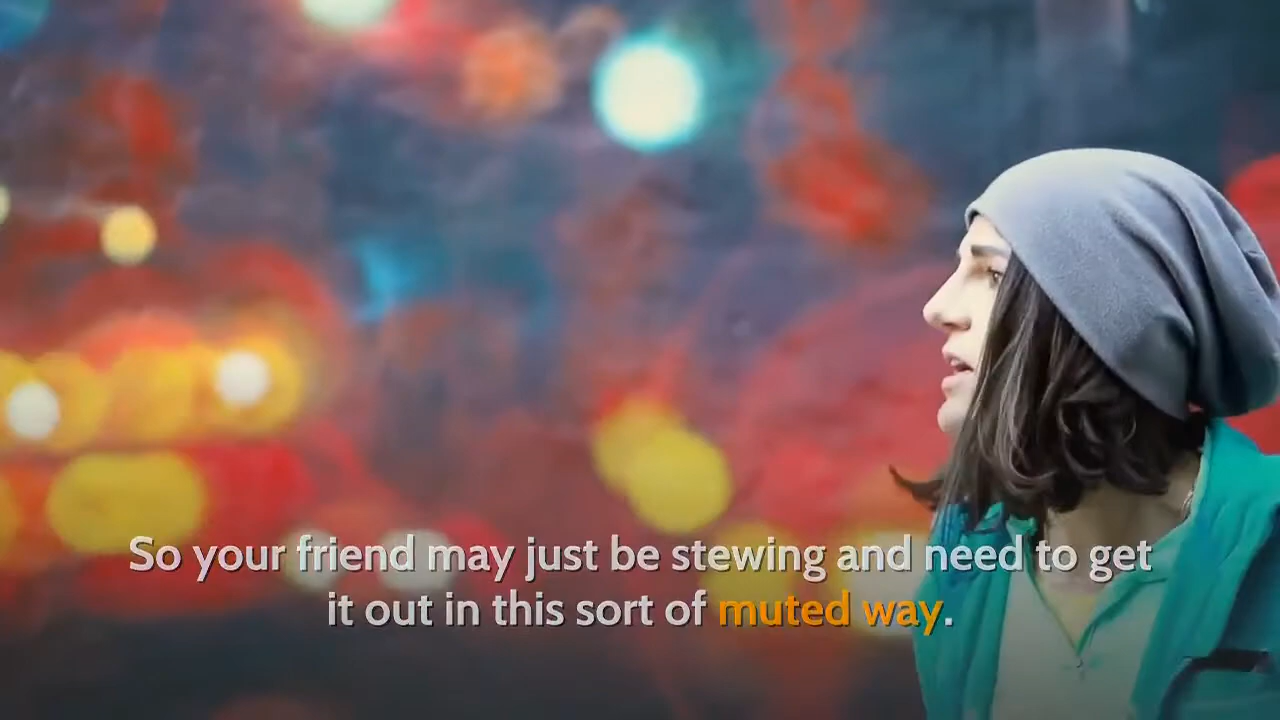 So your friend may just be stewing and need to get
it out in this sort of muted way.